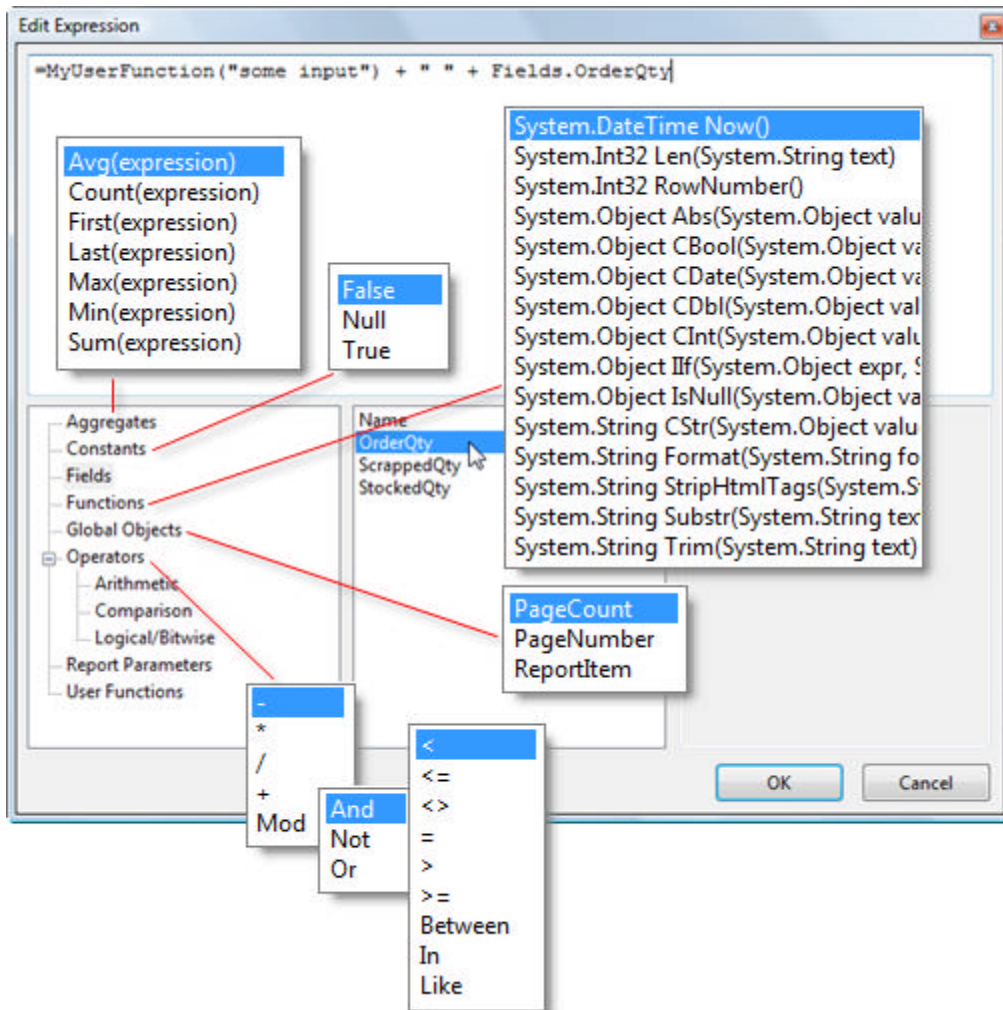 Edit Expression
=MyUserFunction("some input") + " " + Fields.OrderQty
Avg(expression)
Count(expression)
First(expression)
Last(expression)
Max(expression)
Min(expression)
Sum(expression)
False
Null
True
System.DateTime Now()
System.Int32 Len(System.String text)
System.Int32 RowNumber()
System.Object Abs(System.Object valu
System.Object CBool(System.Object va
System.Object CDate(System.Object va
System.Object CDbl(System.Object val
System.Object CInt(System.Object valu
System.Object IIf(System.Object expr, S
System.Object IsNull(System.Object va
System.String CStr(System.Object valu
System.String Format(System.String fo
System.String StripHtmlTags(System.S
System.String Substr(System.String tex
System.String Trim(System.String text)
Aggregates
Constants
Fields
Functions
Global Objects
Operators
Arithmetic
Comparison
Logical/Bitwise
Report Parameters
User Functions
Name
OrderQty
ScrappedQty
StockedQty
PageCount
PageNumber
ReportItem
-
*
/
+
Mod
And
Not
Or
<
<=
<>
=
>
>=
Between
In
Like
OK
Cancel